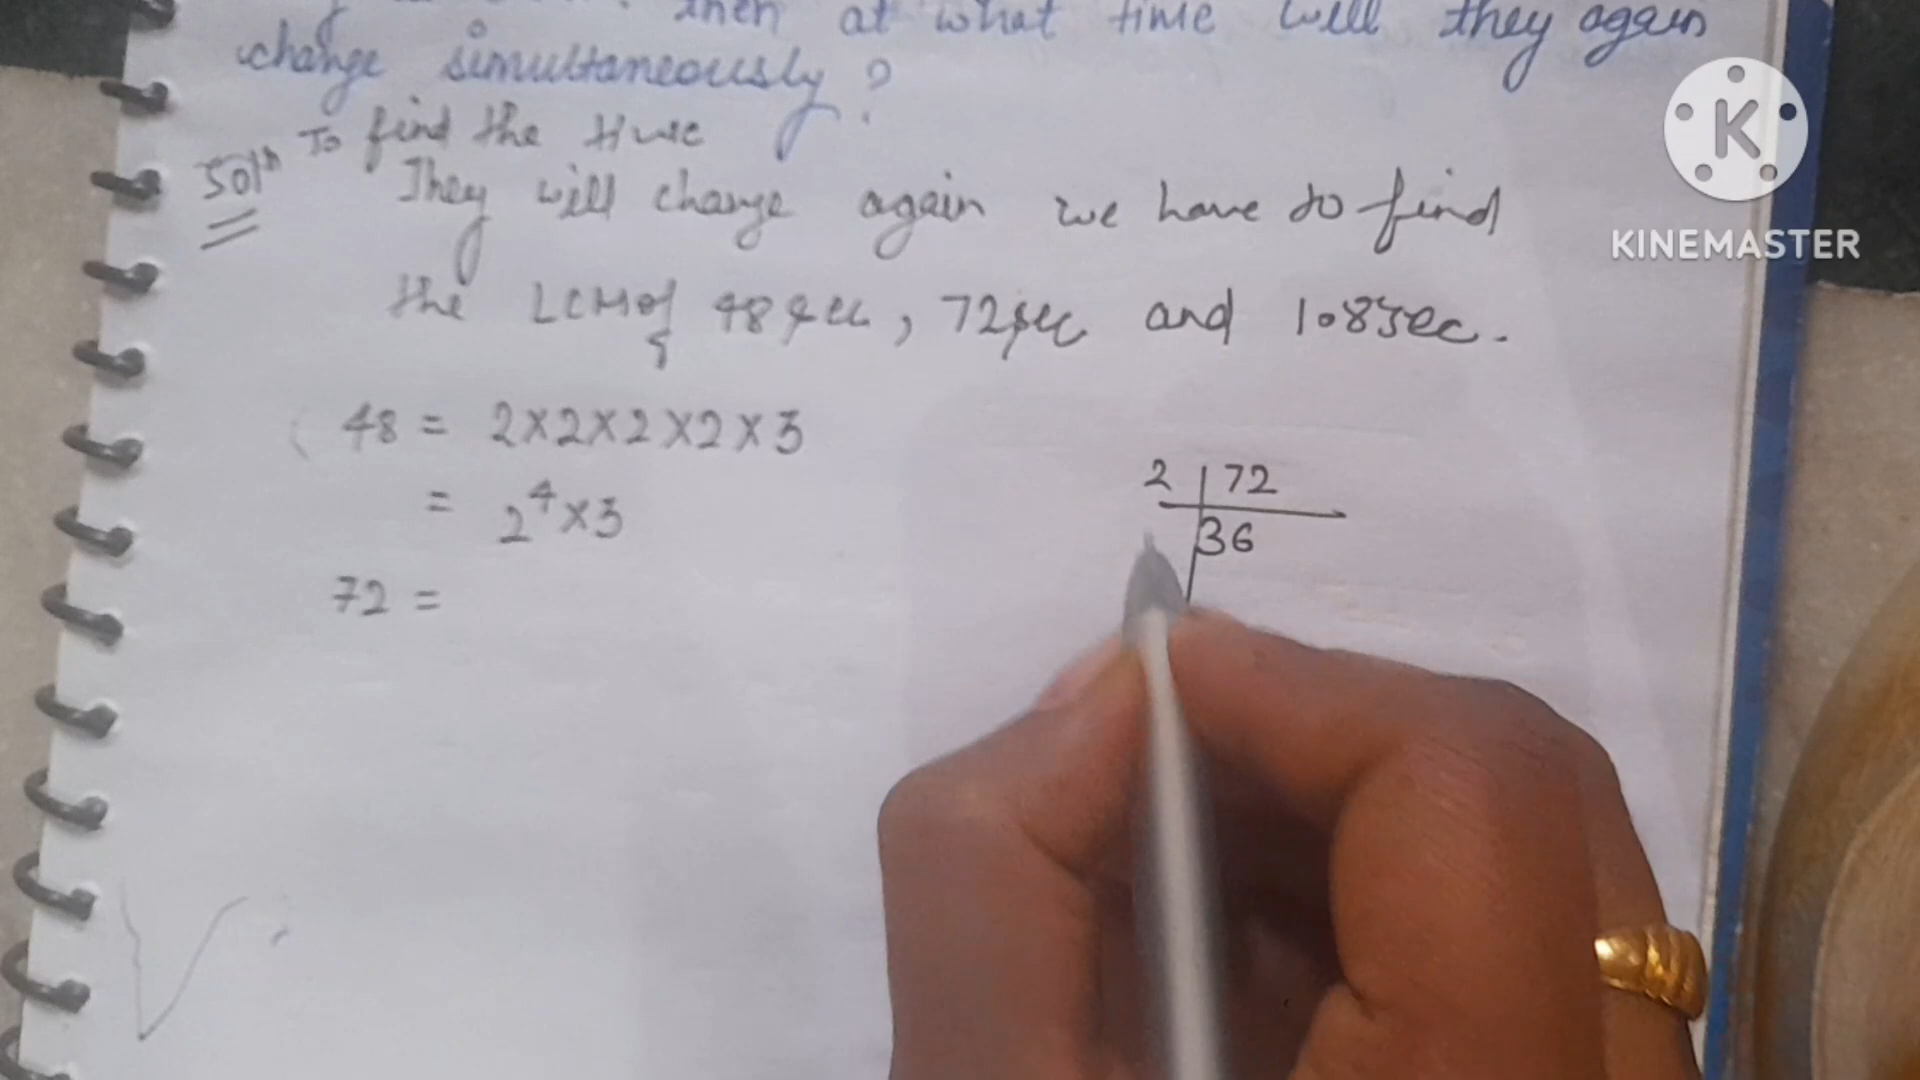 then at what time will they again
change simultaneously?
Soln To find the time
They will change again we have to find
the LCM of 48 sec, 72 sec and 108 sec.
48 = 2×2×2×2×3
= 2^4×3
72 =
2 | 72
36
K
KINEMASTER